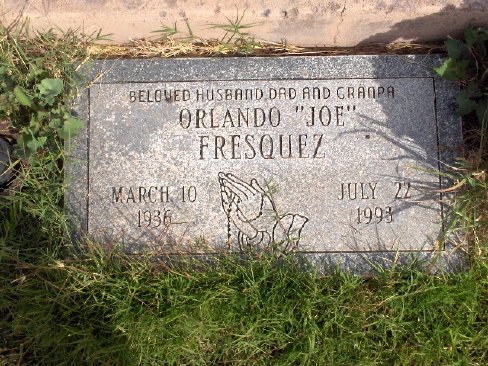 BELOVED HUSBAND DAD AND GRANPA
ORLANDO "JOE"
FRESQUEZ
MARCH 10 JULY 22
1936 1993